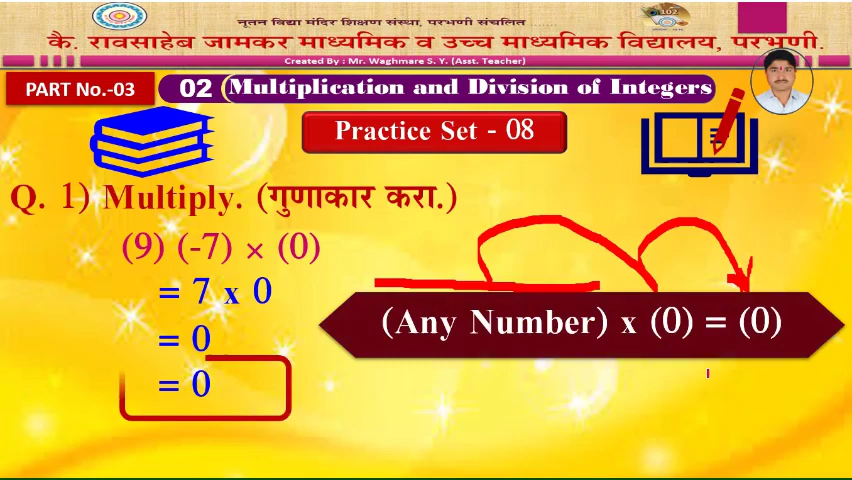 नूतन विद्या मंदिर शिक्षण संस्था, परभणी संचलित ..........
102
कै. रावसाहेब जामकर माध्यमिक व उच्च माध्यमिक विद्यालय, परभणी.
Created By : Mr. Waghmare S. Y. (Asst. Teacher)
PART No.-03
02 (Multiplication and Division of Integers
Practice Set - 08
Q. 1) Multiply. (गुणाकार करा.)
(9) (-7) × (0)
= 7 x 0
= 0
= 0
(Any Number) x (0) = (0)